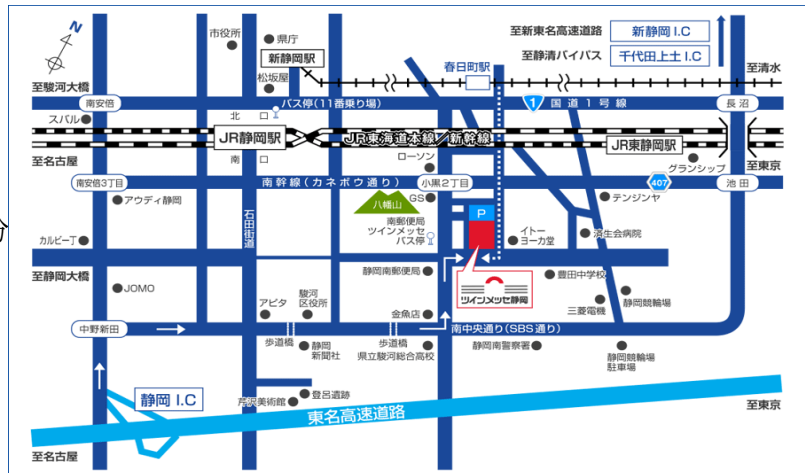 N
市役所
県庁
新静岡駅
松坂屋
至新東名高速道路
新静岡 I.C
至静清バイパス
千代田上土 I.C
春日町駅
至清水
至駿河大橋
南安倍
バス停(11番乗り場)
1
国道1号線
長沼
スバル
北口
JR静岡駅
JR東海道本線/新幹線
JR東静岡駅
至名古屋
南口
ローソン
グランシップ
至東京
南安倍3丁目
南幹線(カネボウ通り)
小黒2丁目
407
池田
アウディ静岡
八幡山
GS
P
テンジンヤ
分
石田街道
南郵便局
ツインメッセ
バス停
カルピー丁
イトー
ヨーカ堂
済生会病院
至静岡大橋
静岡南郵便局
ツインメッセ静岡
豊田中学校
JOMO
アピタ
駿河
区役所
金魚店
三菱電機
静岡競輪場
中野新田
南中央通り(SBS通り)
歩道橋
静岡
新聞社
歩道橋
県立駿河総合高校
静岡南警察署
静岡競輪場
駐車場
静岡 I.C
芹沢美術館
登呂遺跡
東名高速道路
至東京
至名古屋